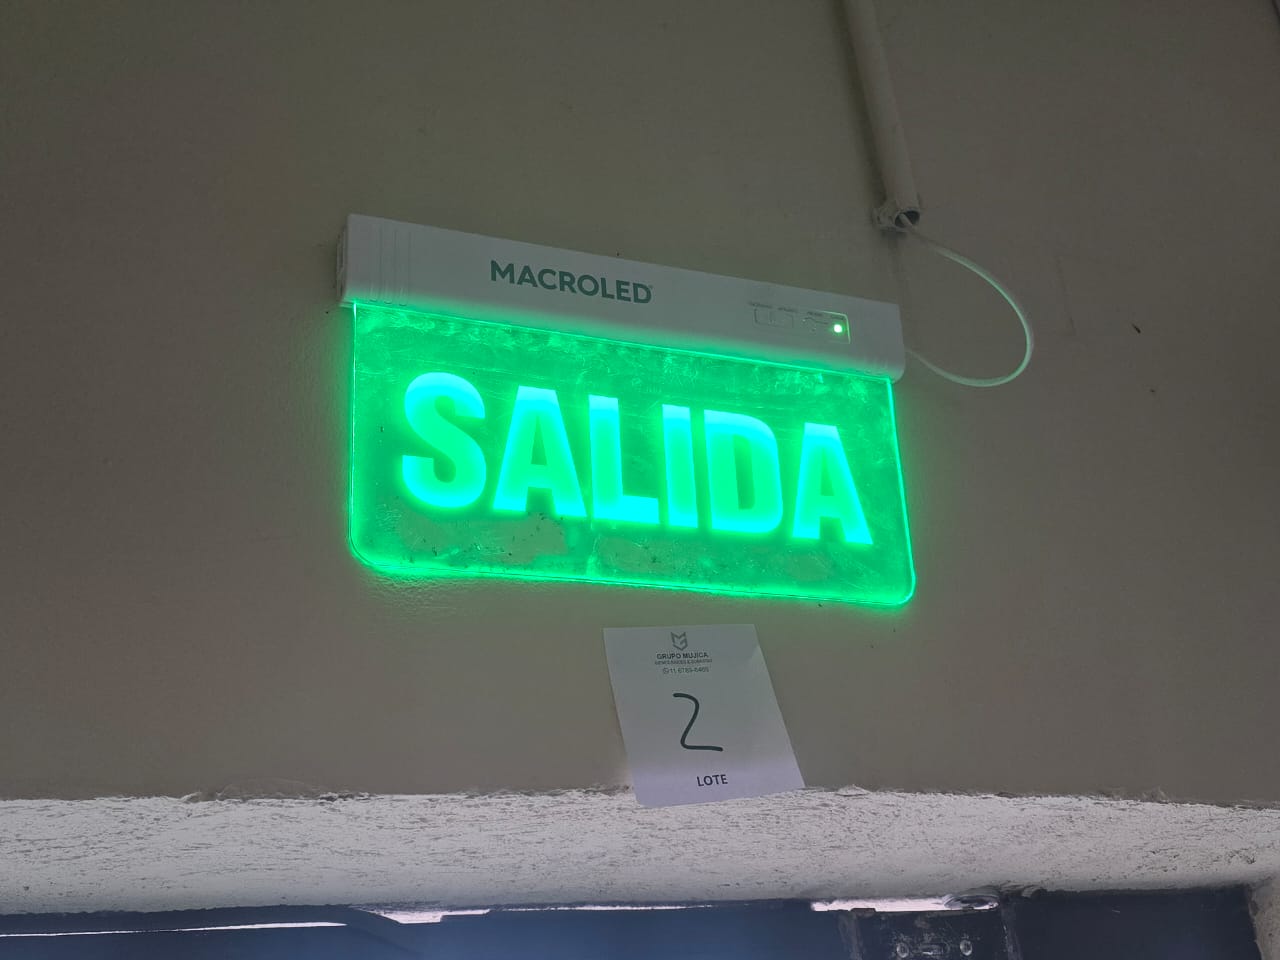 MACROLED
SALIDA
GRUPO MUJICA
2
LOTE